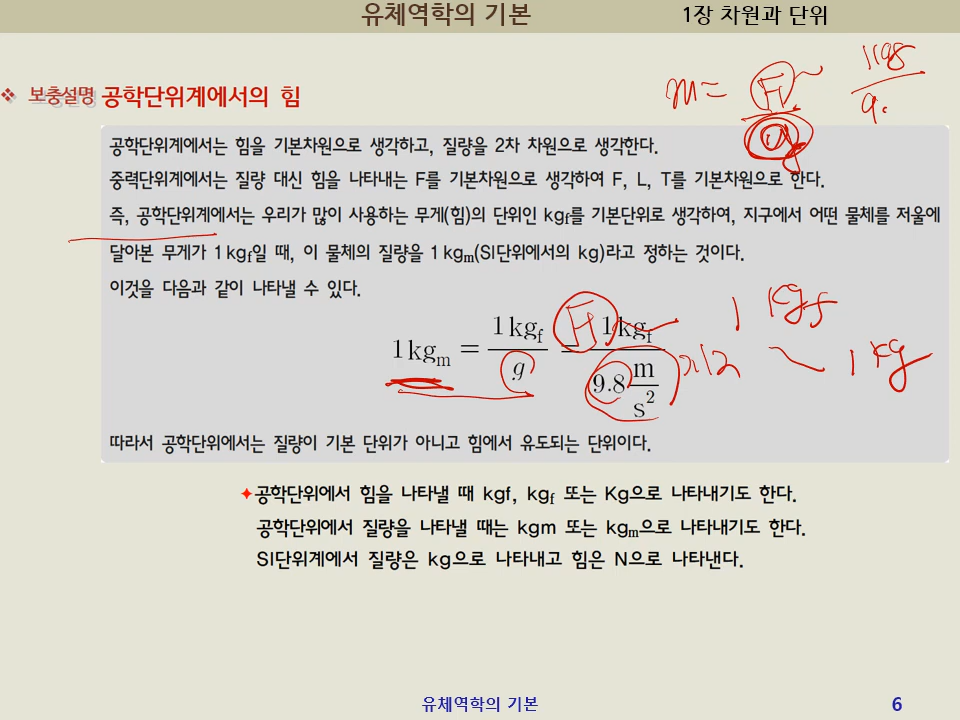 유체역학의 기본
1장 차원과 단위
❖ 보충설명 공학단위계에서의 힘
m = F
공학단위계에서는 힘을 기본차원으로 생각하고, 질량을 2차 차원으로 생각한다.
중력단위계에서는 질량 대신 힘을 나타내는 F를 기본차원으로 생각하여 F, L, T를 기본차원으로 한다.
즉, 공학단위계에서는 우리가 많이 사용하는 무게(힘)의 단위인 kgf를 기본단위로 생각하여, 지구에서 어떤 물체를 저울에
달아본 무게가 1kgf일 때, 이 물체의 질량을 1kgm(SI단위에서의 kg)라고 정하는 것이다.
이것을 다음과 같이 나타낼 수 있다.
1kgm = 1kgf / g = 1kgf / 9.8 m/s²
F
1 kgf
1 kg
따라서 공학단위에서는 질량이 기본 단위가 아니고 힘에서 유도되는 단위이다.
✦공학단위에서 힘을 나타낼 때 kgf, kgf 또는 Kg으로 나타내기도 한다.
공학단위에서 질량을 나타낼 때는 kgm 또는 kgm으로 나타내기도 한다.
SI단위계에서 질량은 kg으로 나타내고 힘은 N으로 나타낸다.
유체역학의 기본
6